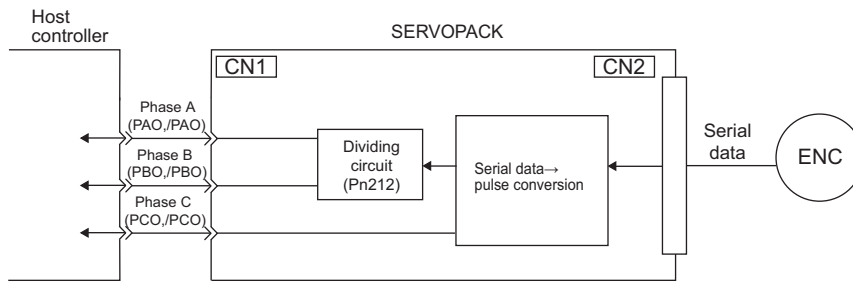 Host
controller
SERVOPACK
CN1
CN2
Phase A
(PAO,/PAO)
Phase B
(PBO,/PBO)
Phase C
(PCO,/PCO)
Dividing
circuit
(Pn212)
Serial data→
pulse conversion
Serial
data
ENC